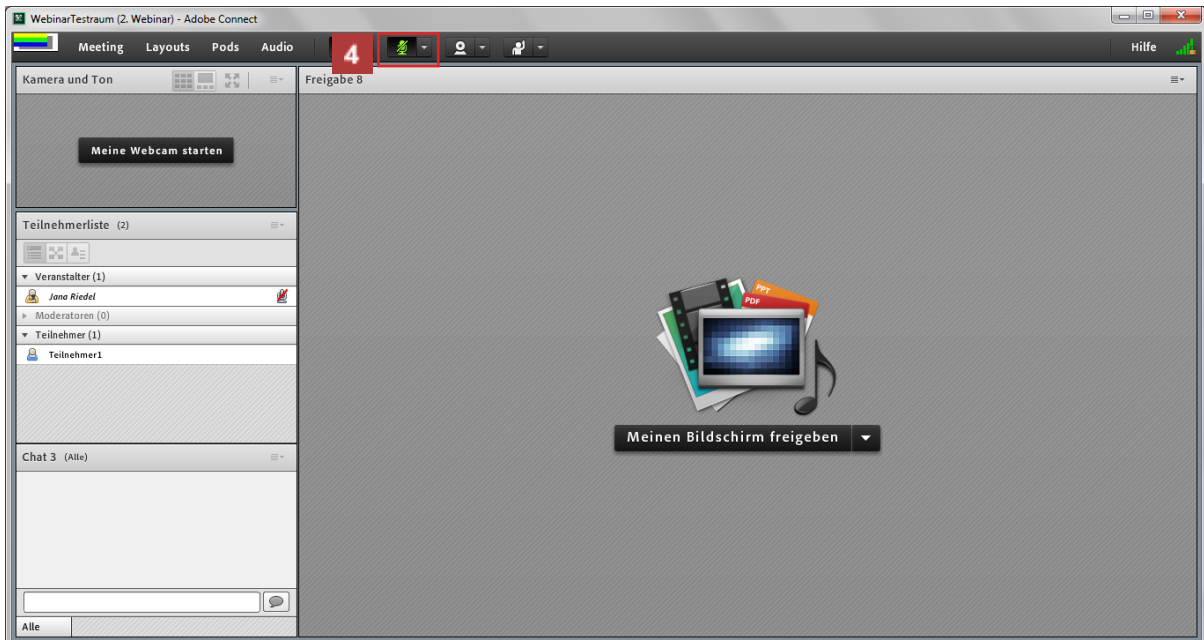 WebinarTestraum (2. Webinar) - Adobe Connect
Meeting Layouts Pods Audio 4 Hilfe
Kamera und Ton
Meine Webcam starten
Teilnehmerliste (2)
Veranstalter (1)
Jana Riedel
Moderatoren (0)
Teilnehmer (1)
Teilnehmer1
Chat 3 (Alle)
Alle
Freigabe 8
PPT
PDF
Meinen Bildschirm freigeben